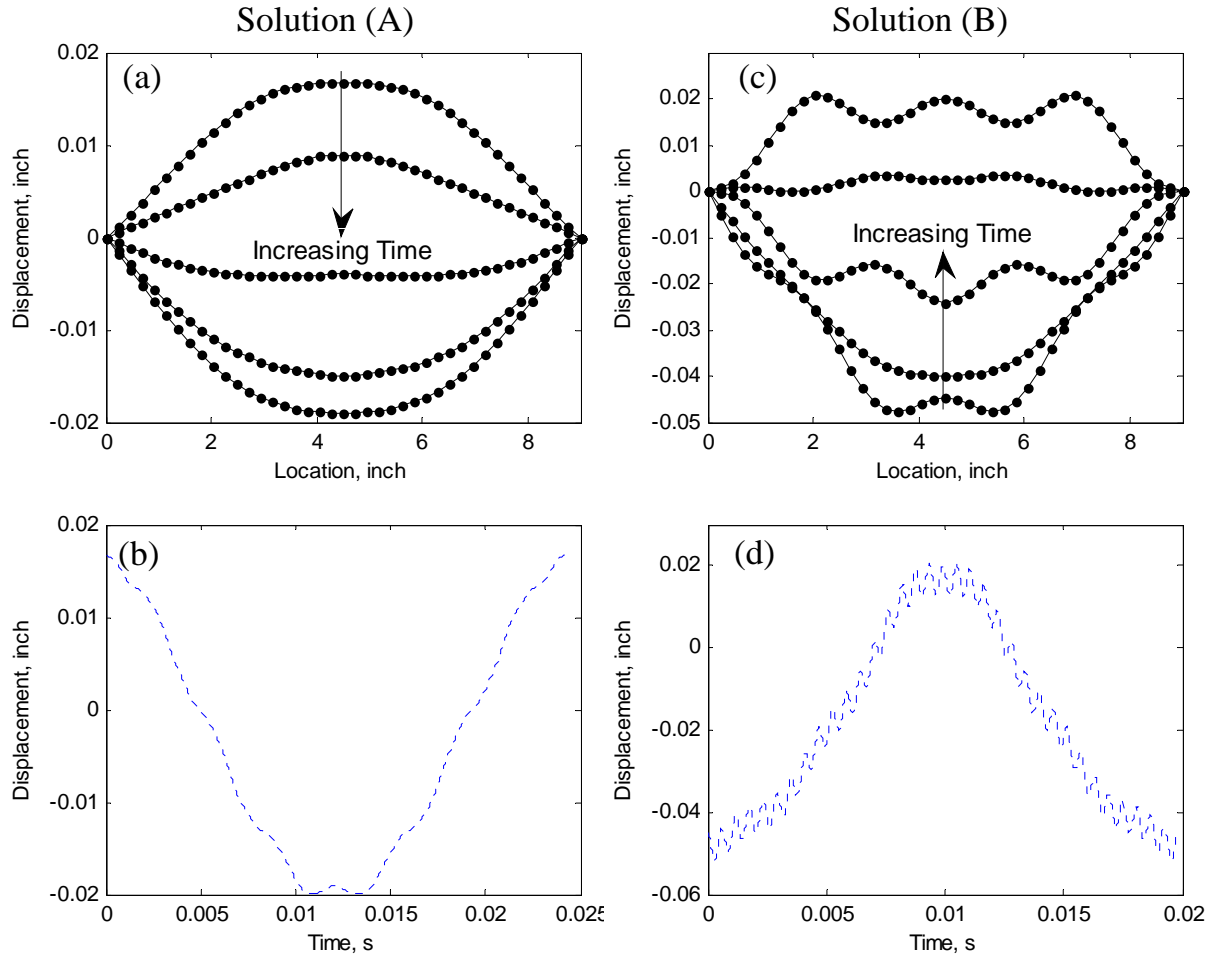 Solution (A)
Solution (B)
(a)
0.02
0.01
0
-0.01
-0.02
Displacement, inch
Increasing Time
0
2
4
6
8
Location, inch
(c)
0.02
0.01
0
-0.01
-0.02
-0.03
-0.04
-0.05
Displacement, inch
Increasing Time
0
2
4
6
8
Location, inch
(b)
0.02
0.01
0
-0.01
-0.02
Displacement, inch
0
0.005
0.01
0.015
0.02
0.025
Time, s
(d)
0.02
0
-0.02
-0.04
-0.06
Displacement, inch
0
0.005
0.01
0.015
0.02
Time, s